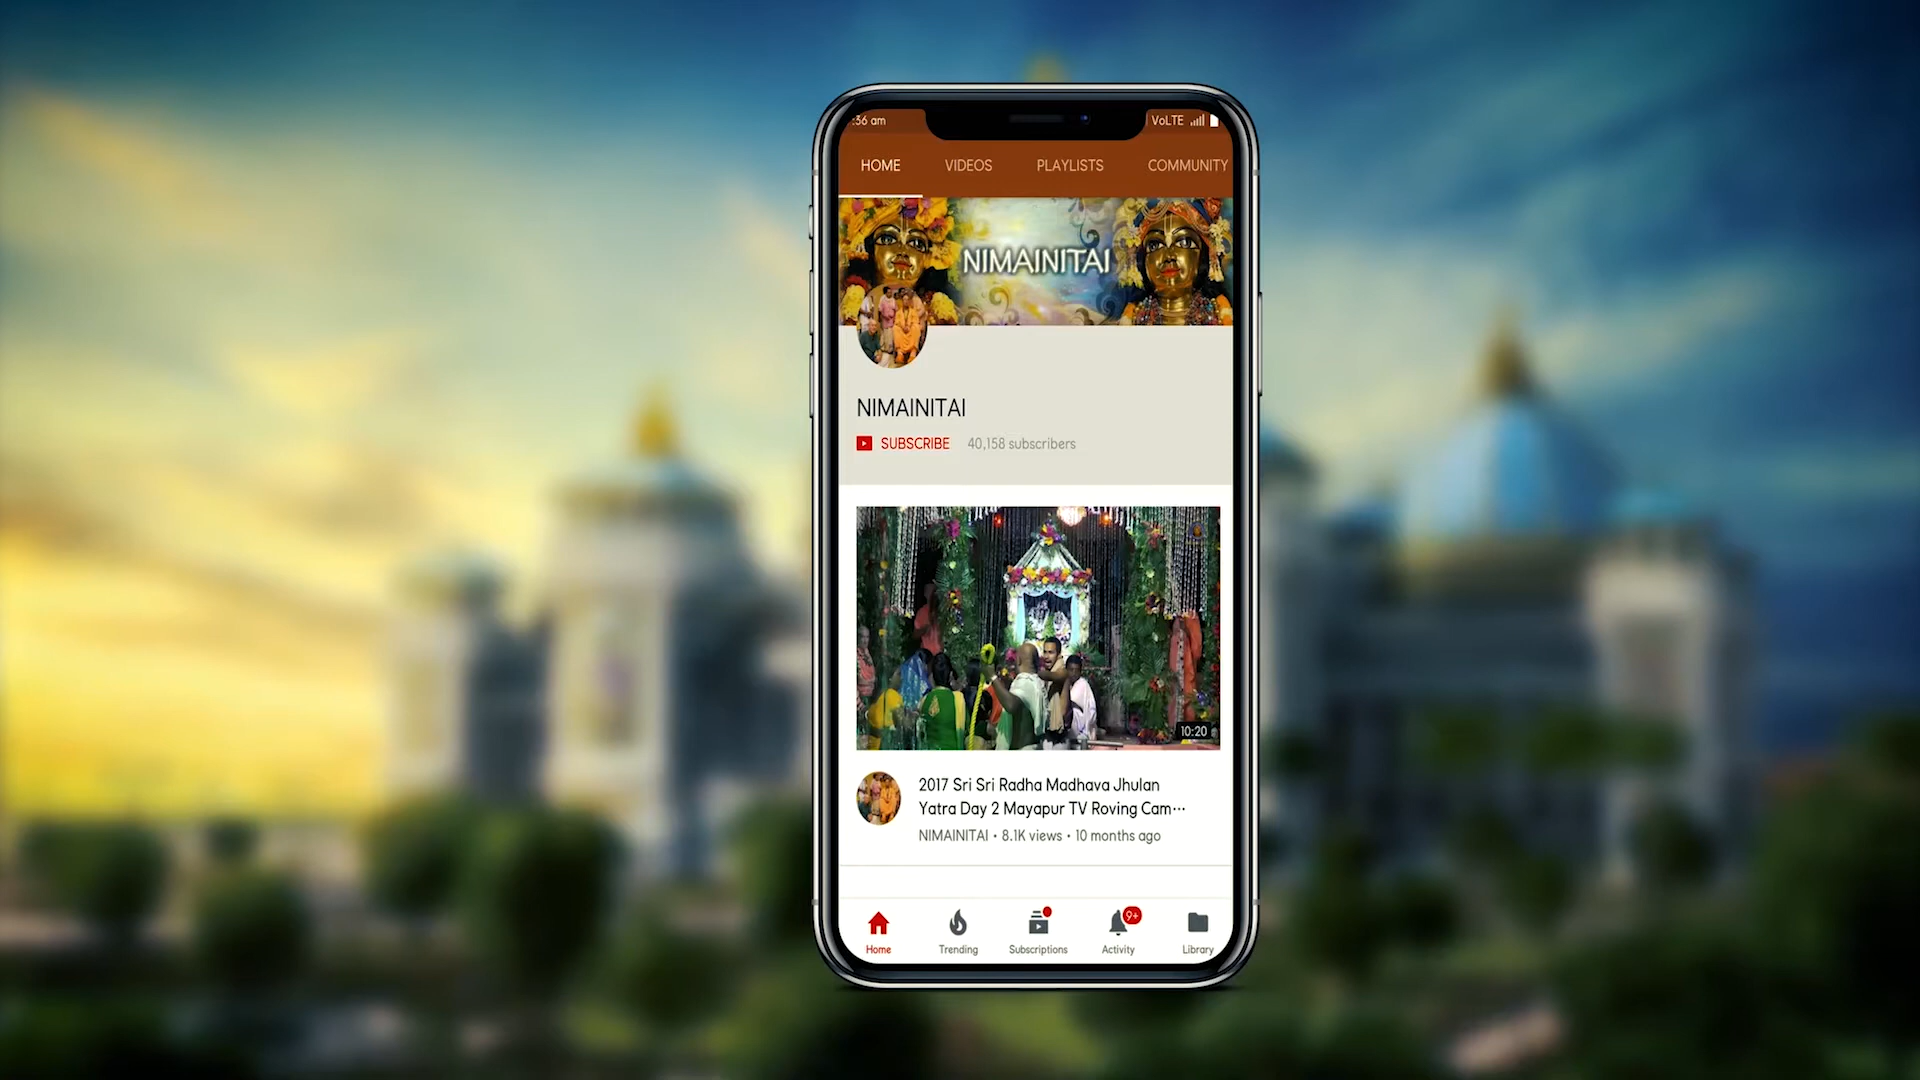 :36 am
VoLTE
HOME VIDEOS PLAYLISTS COMMUNITY
NIMAINITAI
NIMAINITAI
SUBSCRIBE 40,158 subscribers
10:20
2017 Sri Sri Radha Madhava Jhulan
Yatra Day 2 Mayapur TV Roving Cam...
NIMAINITAI • 8.1K views • 10 months ago
9+
Home Trending Subscriptions Activity Library